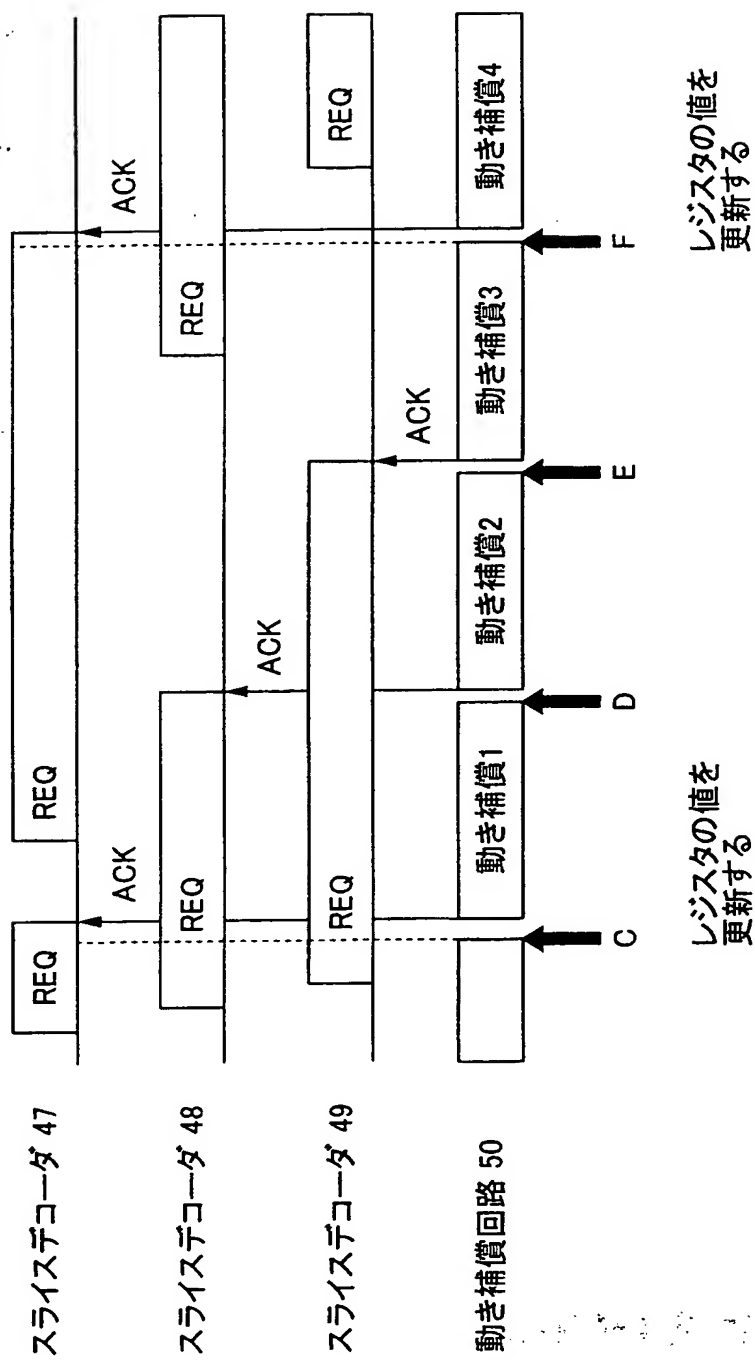 スライスデコーダ 47
REQ
ACK
REQ
ACK
スライスデコーダ 48
REQ
ACK
REQ
スライスデコーダ 49
REQ
ACK
REQ
動き補償回路 50
動き補償1
動き補償2
動き補償3
動き補償4
C
D
E
F
レジスタの値を
更新する
レジスタの値を
更新する